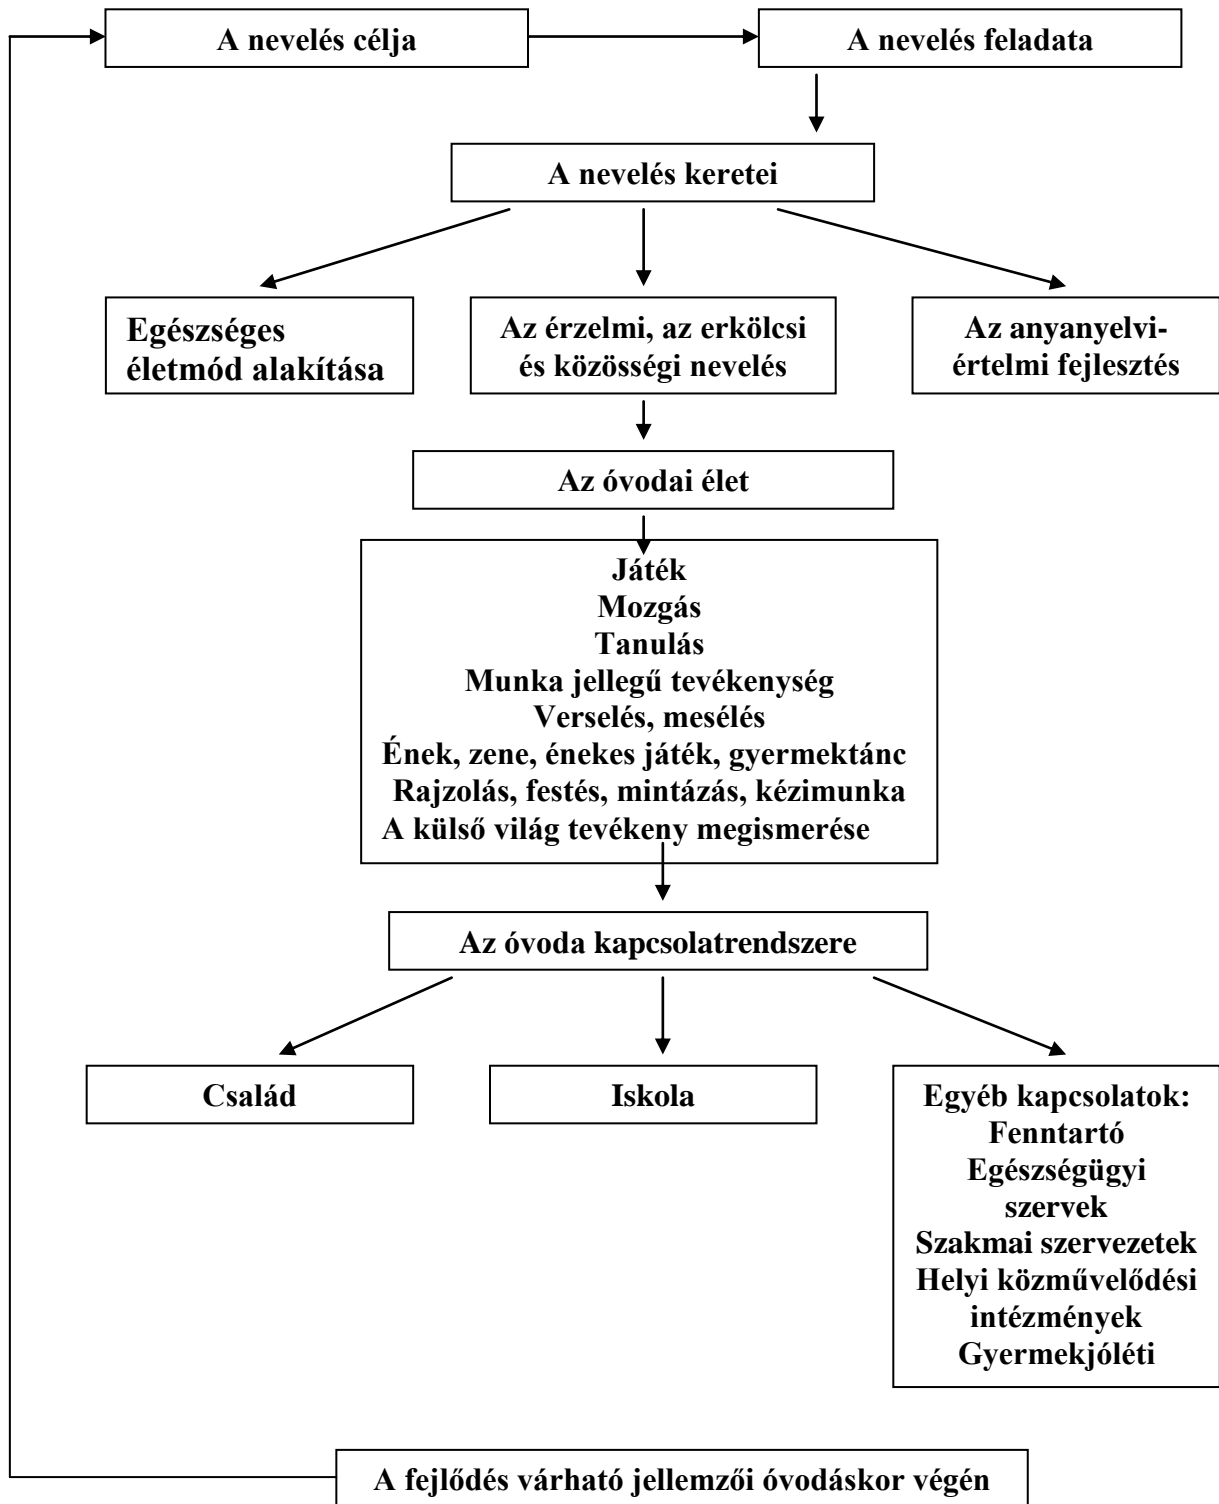 A nevelés célja
A nevelés feladata
A nevelés keretei
Egészséges
életmód alakítása
Az érzelmi, az erkölcsi
és közösségi nevelés
Az anyanyelvi-
értelmi fejlesztés
Az óvodai élet
Játék
Mozgás
Tanulás
Munka jellegű tevékenység
Verselés, mesélés
Ének, zene, énekes játék, gyermektánc
Rajzolás, festés, mintázás, kézimunka
A külső világ tevékeny megismerése
Az óvoda kapcsolatrendszere
Család
Iskola
Egyéb kapcsolatok:
Fenntartó
Egészségügyi
szervek
Szakmai szervezetek
Helyi közművelődési
intézmények
Gyermekjóléti
A fejlődés várható jellemzői óvodáskor végén